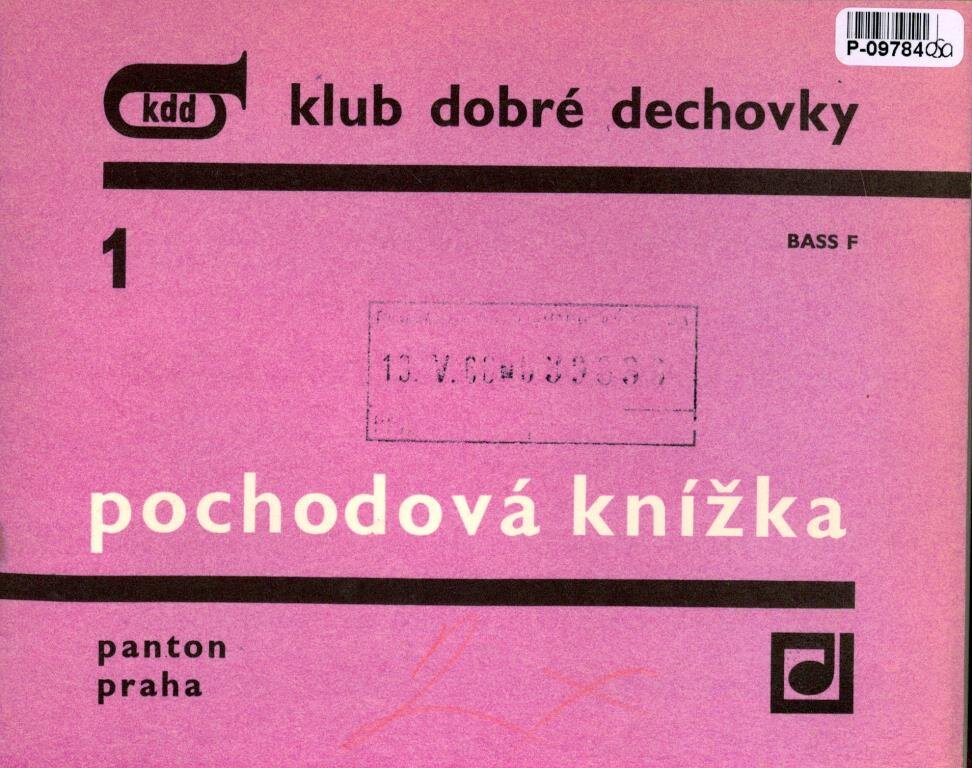 P-09784
kdd
klub dobré dechovky
1
BASS F
pochodová knížka
panton
praha